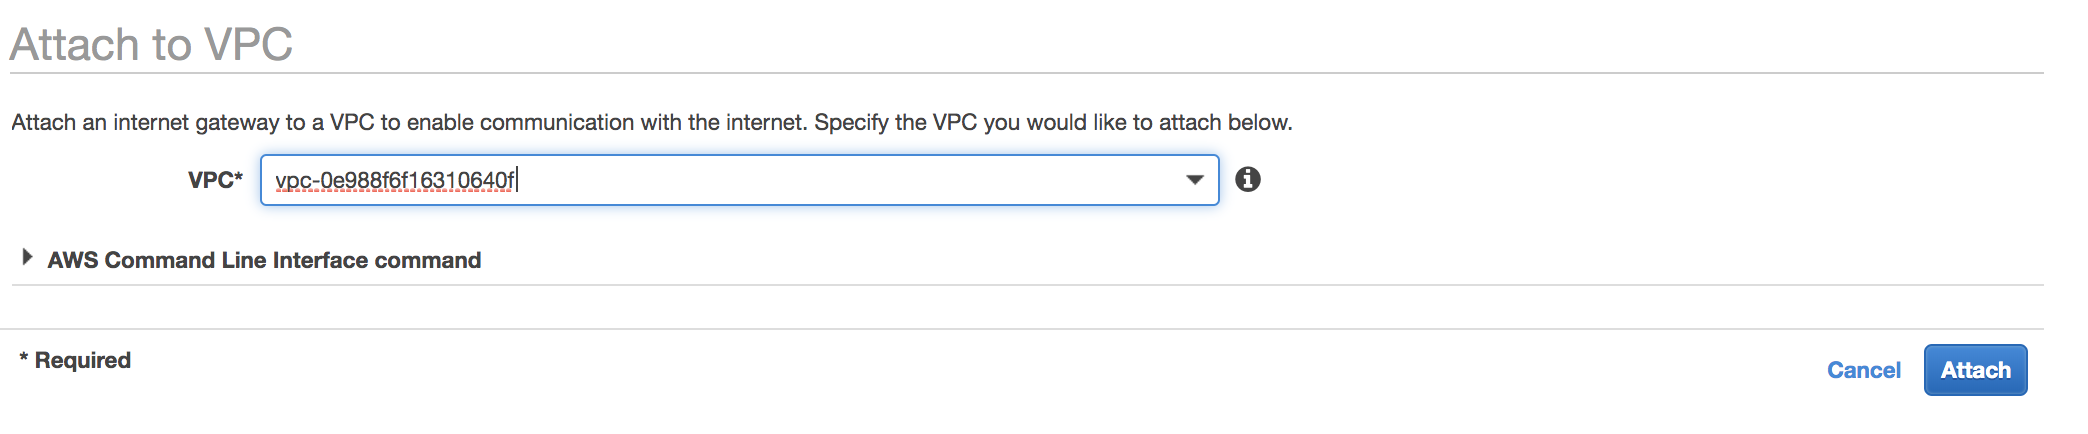 Attach to VPC
Attach an internet gateway to a VPC to enable communication with the internet. Specify the VPC you would like to attach below.
VPC* vpc-0e988f6f16310640f
AWS Command Line Interface command
* Required
Cancel Attach